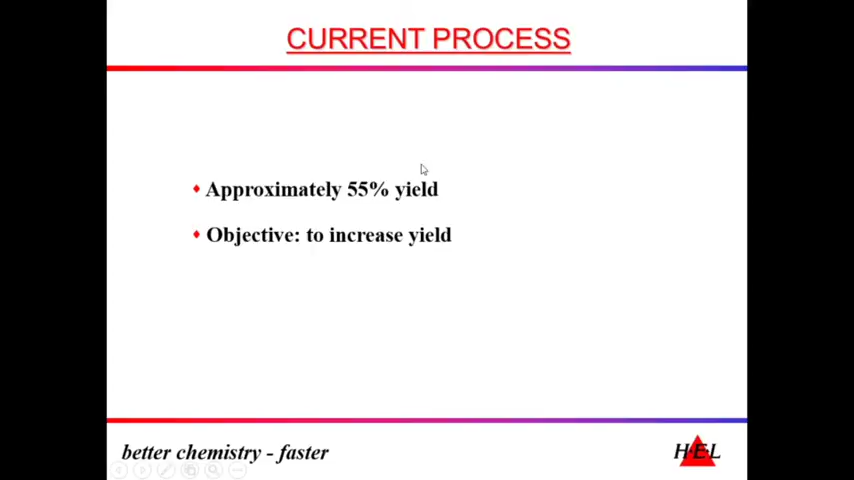 CURRENT PROCESS
Approximately 55% yield
Objective: to increase yield
better chemistry - faster
HEL